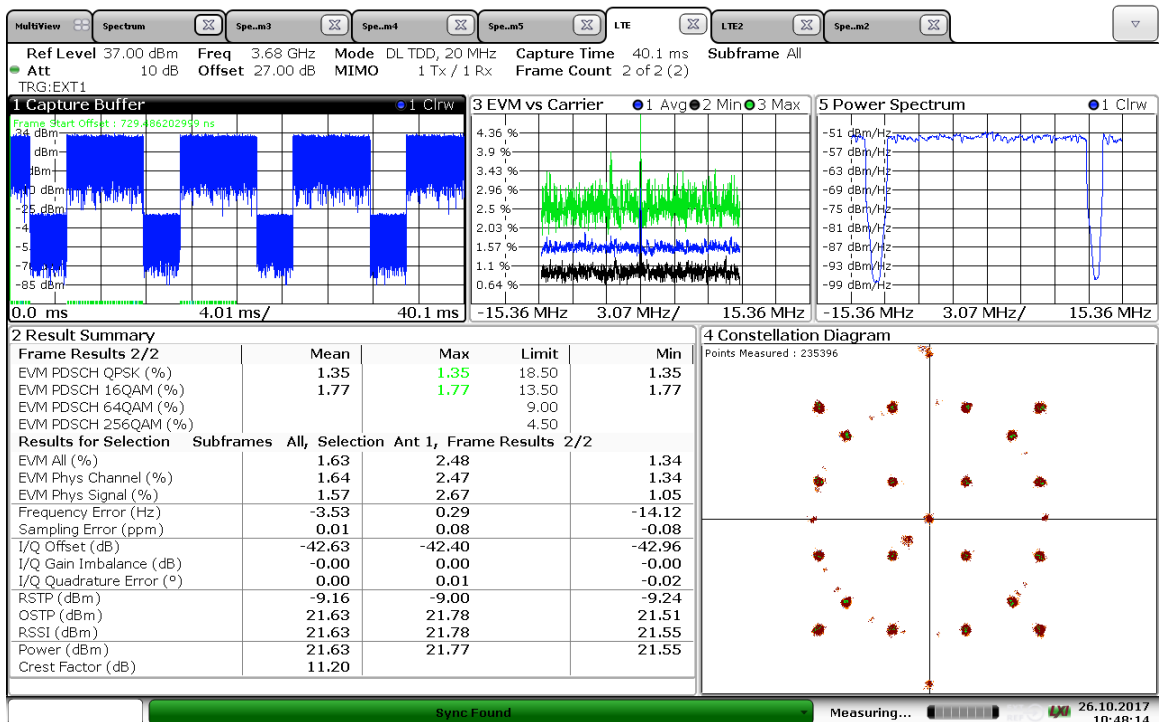 MultiView Spectrum Spe..m3 Spe..m4 Spe..m5 LTE LTE2 Spe..m2
Ref Level 37.00 dBm Freq 3.68 GHz Mode DL TDD, 20 MHz Capture Time 40.1 ms Subframe All
Att 10 dB Offset 27.00 dB MIMO 1 Tx / 1 Rx Frame Count 2 of 2 (2)
TRG:EXT1
1 Capture Buffer 1 Clrw
Frame Start Offset : 729.486202999 ns
34 dBm
dBm
dBm
dBm
-25 dBm
-85 dBm
0.0 ms 4.01 ms/ 40.1 ms
3 EVM vs Carrier 1 Avg 2 Min 3 Max
4.36 %
3.9 %
3.43 %
2.96 %
2.5 %
2.03 %
1.57 %
1.1 %
0.64 %
-15.36 MHz 3.07 MHz/ 15.36 MHz
5 Power Spectrum 1 Clrw
-51 dBm/Hz
-57 dBm/Hz
-63 dBm/Hz
-69 dBm/Hz
-75 dBm/Hz
-81 dBm/Hz
-87 dBm/Hz
-93 dBm/Hz
-99 dBm/Hz
-15.36 MHz 3.07 MHz/ 15.36 MHz
2 Result Summary
Frame Results 2/2 Mean Max Limit Min
EVM PDSCH QPSK (%) 1.35 1.35 18.50 1.35
EVM PDSCH 16QAM (%) 1.77 1.77 13.50 1.77
EVM PDSCH 64QAM (%) 9.00
EVM PDSCH 256QAM (%) 4.50
Results for Selection Subframes All, Selection Ant 1, Frame Results 2/2
EVM All (%) 1.63 2.48 1.34
EVM Phys Channel (%) 1.64 2.47 1.34
EVM Phys Signal (%) 1.57 2.67 1.05
Frequency Error (Hz) -3.53 0.29 -14.12
Sampling Error (ppm) 0.01 0.08 -0.08
I/Q Offset (dB) -42.63 -42.40 -42.96
I/Q Gain Imbalance (dB) -0.00 0.00 -0.00
I/Q Quadrature Error (°) 0.00 0.01 -0.02
RSTP (dBm) -9.16 -9.00 -9.24
OSTP (dBm) 21.63 21.78 21.51
RSSI (dBm) 21.63 21.78 21.55
Power (dBm) 21.63 21.77 21.55
Crest Factor (dB) 11.20
4 Constellation Diagram
Points Measured : 235396
Sync Found
Measuring...
LXI
26.10.2017
10:48:14